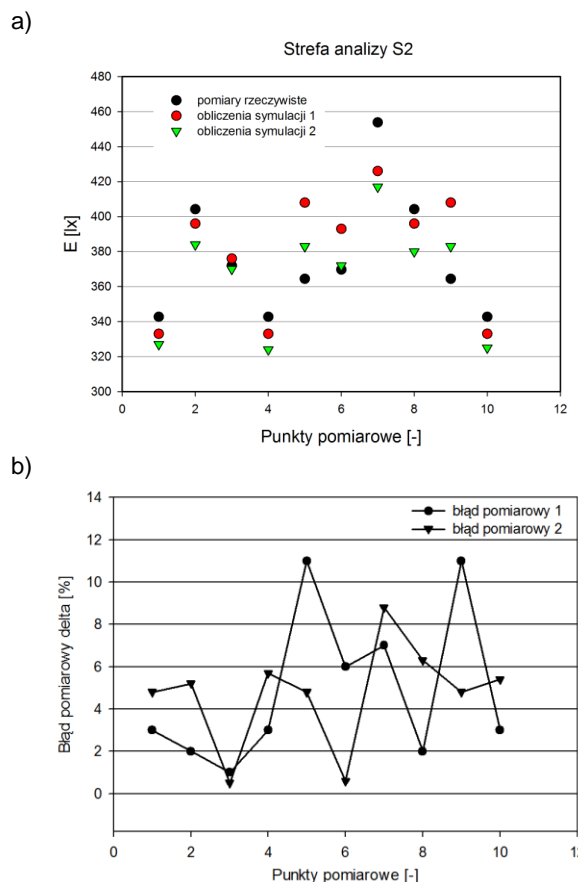 a)
Strefa analizy S2
480
460
440
420
400
380
360
340
320
300
E [lx]
pomiary rzeczywiste
obliczenia symulacji 1
obliczenia symulacji 2
0 2 4 6 8 10 12
Punkty pomiarowe [-]
b)
14
12
10
8
6
4
2
0
Błąd pomiarowy delta [%]
błąd pomiarowy 1
błąd pomiarowy 2
0 2 4 6 8 10 12
Punkty pomiarowe [-]